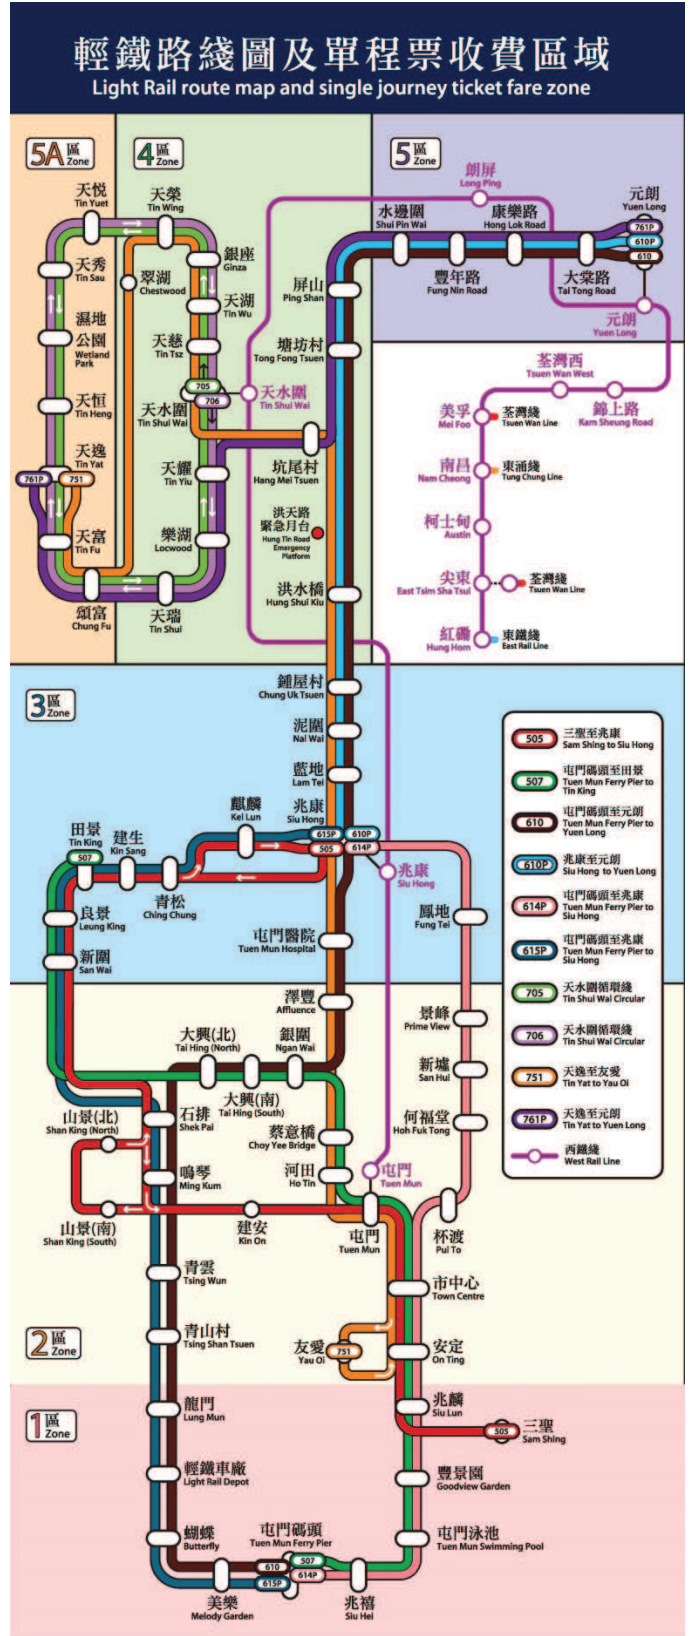 輕鐵路綫圖及單程票收費區域
Light Rail route map and single journey ticket fare zone
5A 區
Zone
4 區
Zone
5 區
Zone
天悦
Tin Yuet
天榮
Tin Wing
天秀
Tin Sau
翠湖
Chestwood
銀座
Ginza
濕地
公園
Wetland
Park
天湖
Tin Wu
天慈
Tin Tsz
天恒
Tin Heng
705
706
天水圍
Tin Shui Wai
天水圍
Tin Shui Wai
天逸
Tin Yat
761P
751
天耀
Tin Yiu
坑尾村
Hang Mei Tsuen
天富
Tin Fu
樂湖
Locwood
頌富
Chung Fu
天瑞
Tin Shui
洪天路
緊急月台
Hung Tin Road
Emergency
Platform
洪水橋
Hung Shui Kiu
屏山
Ping Shan
塘坊村
Tong Fong Tsuen
朗屏
Long Ping
水邊圍
Shui Pin Wai
康樂路
Hong Lok Road
元朗
Yuen Long
761P
610P
610
豐年路
Fung Nin Road
大棠路
Tai Tong Road
元朗
Yuen Long
荃灣西
Tsuen Wan West
錦上路
Kam Sheung Road
美孚
Mei Foo
荃灣綫
Tsuen Wan Line
南昌
Nam Cheong
東涌綫
Tung Chung Line
柯士甸
Austin
尖東
East Tsim Sha Tsui
荃灣綫
Tsuen Wan Line
紅磡
Hung Hom
東鐵綫
East Rail Line
3 區
Zone
鍾屋村
Chung Uk Tsuen
泥圍
Nai Wai
藍地
Lam Tei
兆康
Siu Hong
615P
610P
505
614P
兆康
Siu Hong
麒麟
Kei Lun
田景
Tin King
507
建生
Kin Sang
青松
Ching Chung
良景
Leung King
新圍
San Wai
屯門醫院
Tuen Mun Hospital
鳳地
Fung Tei
505
三聖至兆康
Sam Shing to Siu Hong
507
屯門碼頭至田景
Tuen Mun Ferry Pier to
Tin King
610
屯門碼頭至元朗
Tuen Mun Ferry Pier to
Yuen Long
610P
兆康至元朗
Siu Hong to Yuen Long
614P
屯門碼頭至兆康
Tuen Mun Ferry Pier to
Siu Hong
615P
屯門碼頭至兆康
Tuen Mun Ferry Pier to
Siu Hong
705
天水圍循環綫
Tin Shui Wai Circular
706
天水圍循環綫
Tin Shui Wai Circular
751
天逸至友愛
Tin Yat to Yau Oi
761P
天逸至元朗
Tin Yat to Yuen Long
西鐵綫
West Rail Line
澤豐
Affluence
景峰
Prime View
大興(北)
Tai Hing (North)
銀圍
Ngan Wai
新墟
San Hui
大興(南)
Tai Hing (South)
石排
Shek Pai
山景(北)
Shan King (North)
蔡意橋
Choy Yee Bridge
何福堂
Hoh Fuk Tong
鳴琴
Ming Kum
河田
Ho Tin
屯門
Tuen Mun
山景(南)
Shan King (South)
建安
Kin On
屯門
Tuen Mun
杯渡
Pui To
青雲
Tsing Wun
市中心
Town Centre
2 區
Zone
青山村
Tsing Shan Tsuen
友愛
Yau Oi
751
安定
On Ting
1 區
Zone
龍門
Lung Mun
兆麟
Siu Lun
505
三聖
Sam Shing
輕鐵車廠
Light Rail Depot
豐景園
Goodview Garden
蝴蝶
Butterfly
屯門碼頭
Tuen Mun Ferry Pier
屯門泳池
Tuen Mun Swimming Pool
610
507
615P
614P
美樂
Melody Garden
兆禧
Siu Hei